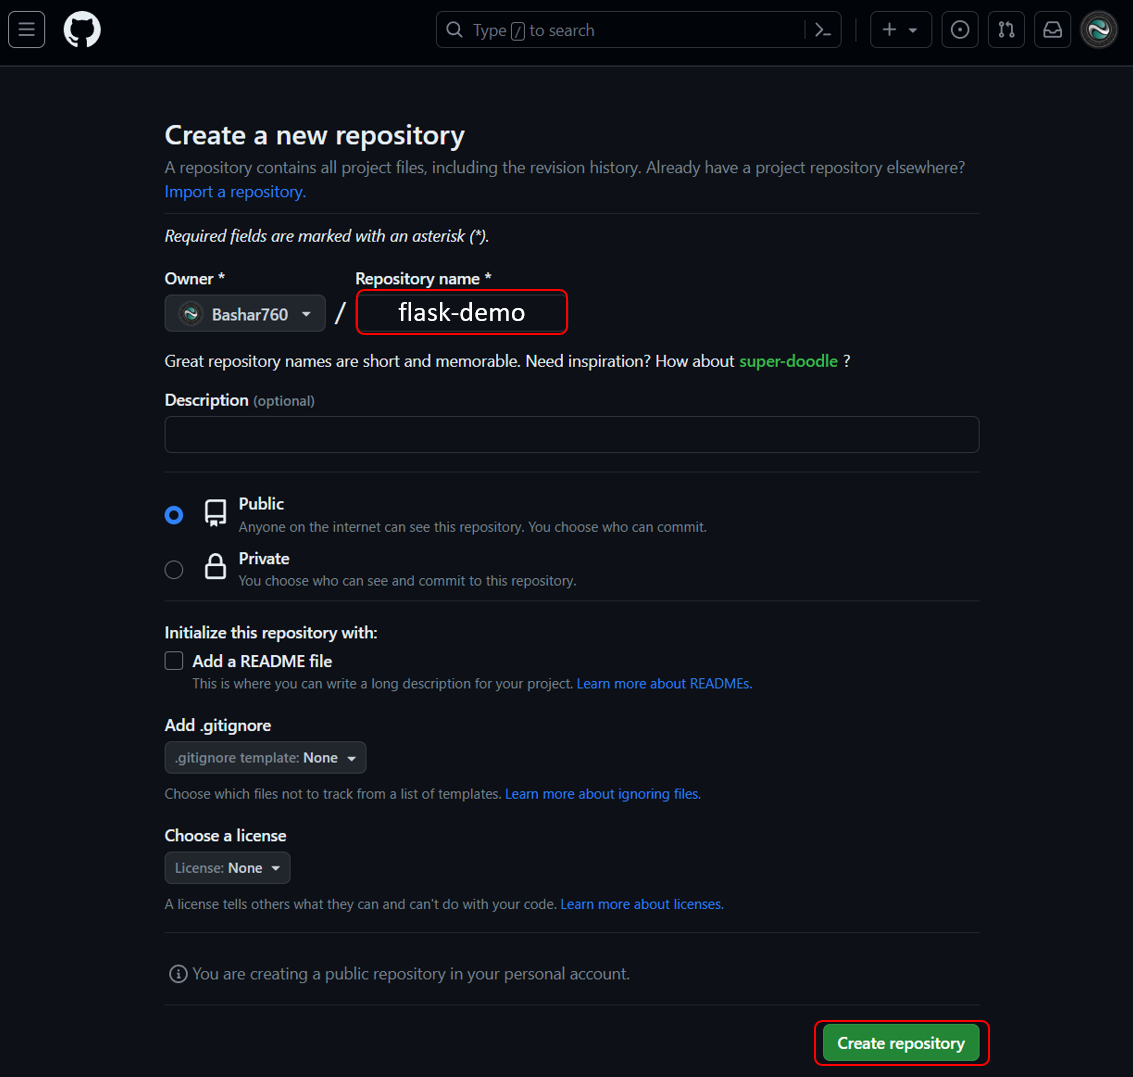 Type / to search
Create a new repository
A repository contains all project files, including the revision history. Already have a project repository elsewhere?
Import a repository.
Required fields are marked with an asterisk (*).
Owner * Repository name *
Bashar760 / flask-demo
Great repository names are short and memorable. Need inspiration? How about super-doodle ?
Description (optional)
Public
Anyone on the internet can see this repository. You choose who can commit.
Private
You choose who can see and commit to this repository.
Initialize this repository with:
Add a README file
This is where you can write a long description for your project. Learn more about READMEs.
Add .gitignore
.gitignore template: None
Choose which files not to track from a list of templates. Learn more about ignoring files.
Choose a license
License: None
A license tells others what they can and can't do with your code. Learn more about licenses.
You are creating a public repository in your personal account.
Create repository